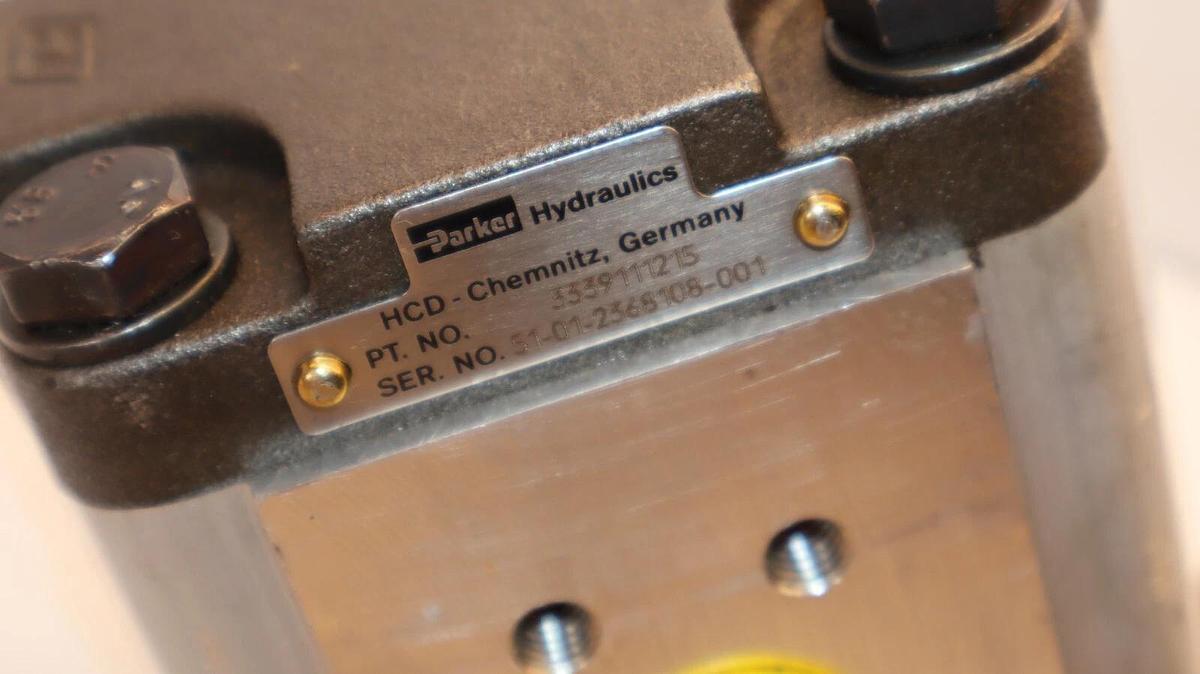 Parker Hydraulics
HCD - Chemnitz, Germany
PT. NO. 3339111215
SER. NO. 51-01-2368108-001